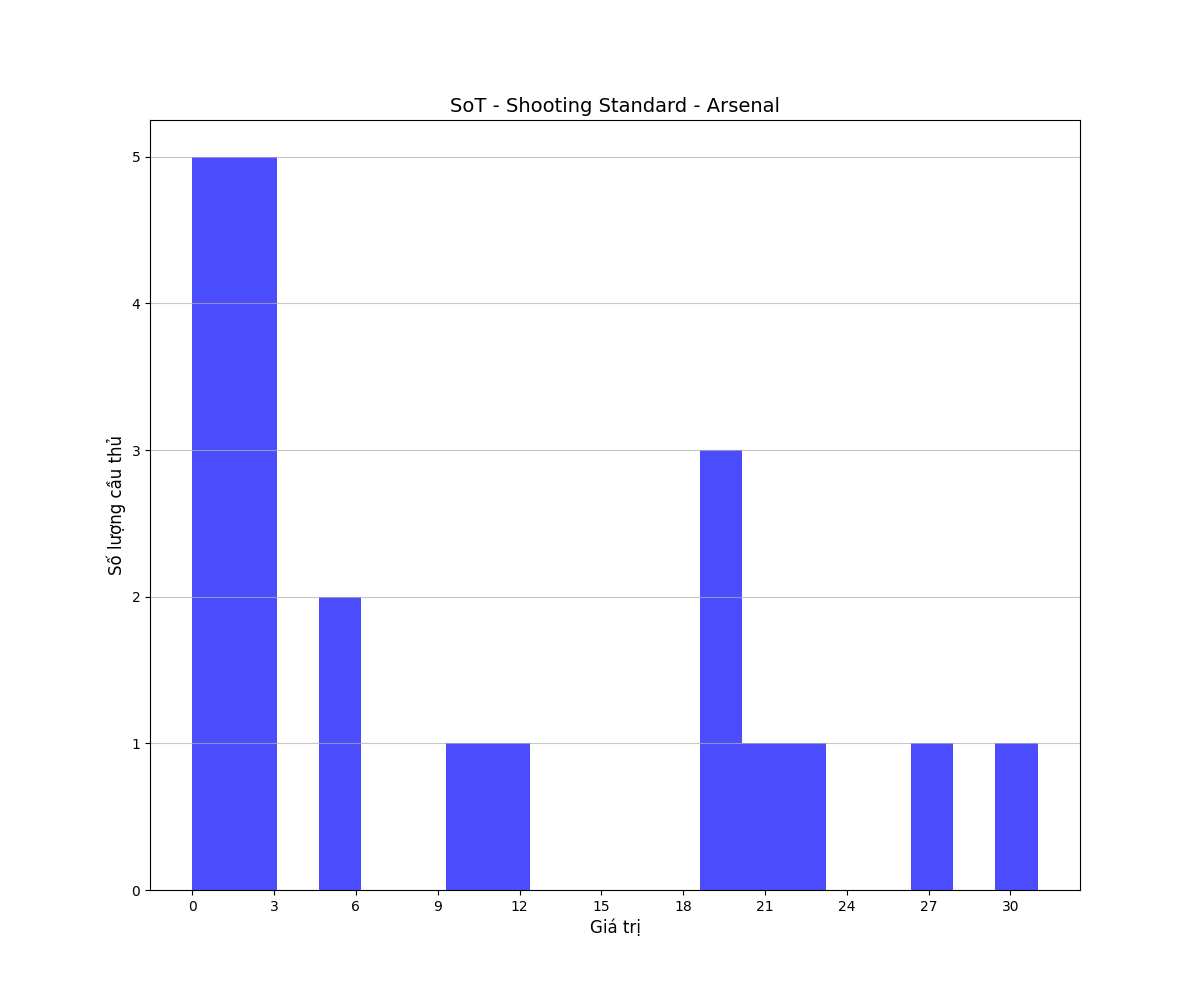 SoT - Shooting Standard - Arsenal
5
4
3
2
1
0
Số lượng cầu thủ
0 3 6 9 12 15 18 21 24 27 30
Giá trị